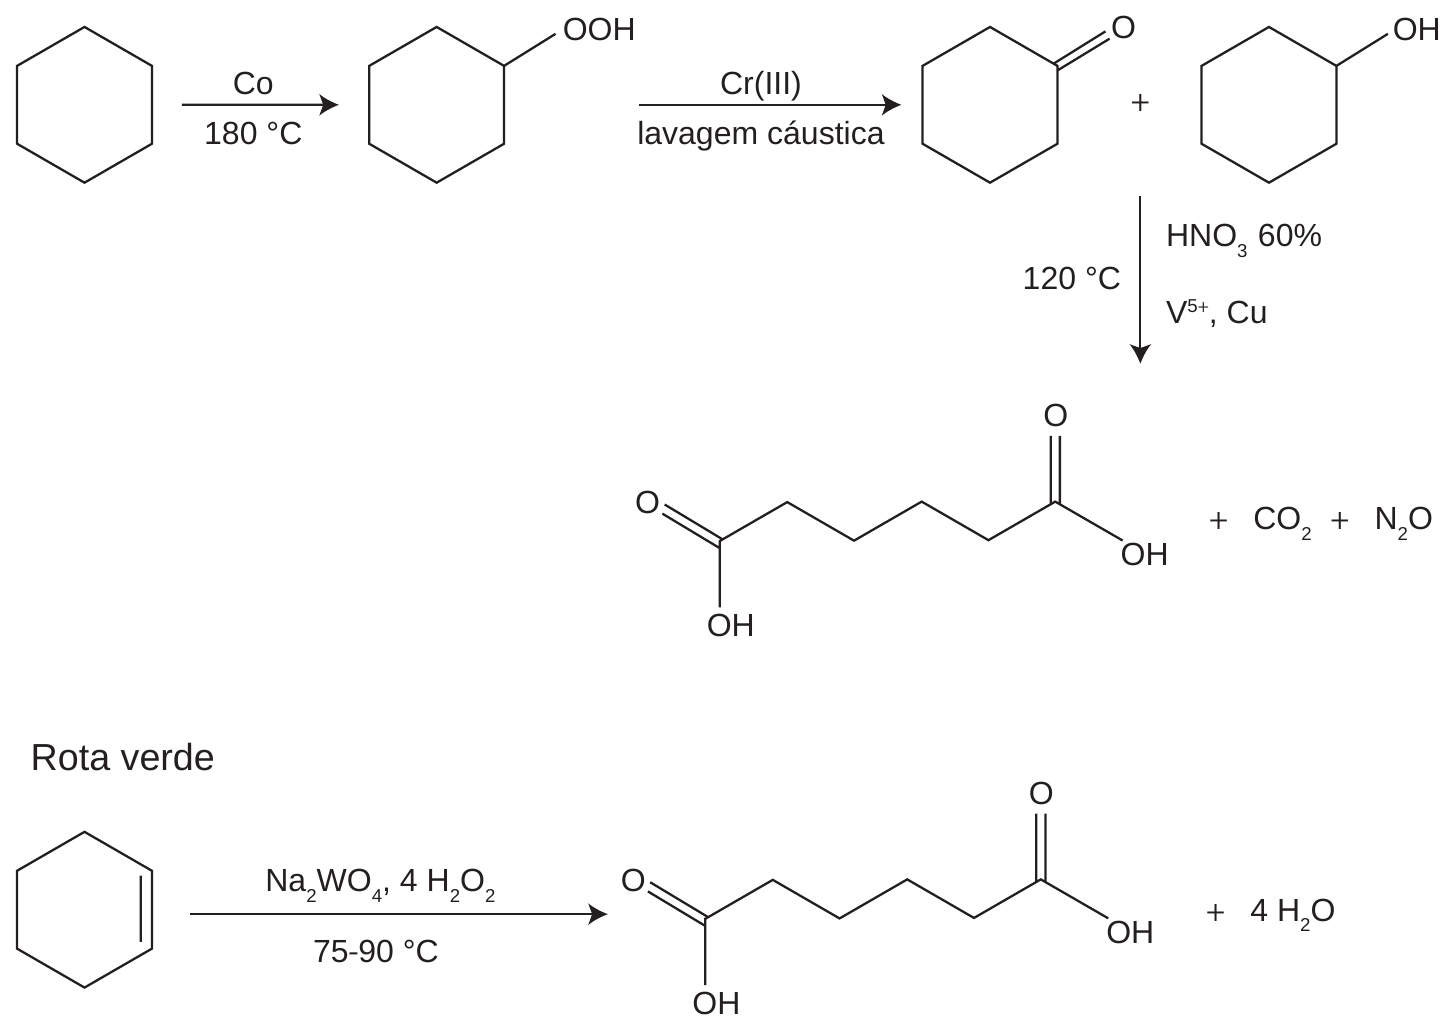 OOH
O
OH
Co
180 °C
Cr(III)
lavagem cáustica
+
HNO3 60%
120 °C
V5+, Cu
O
O
OH
OH
+ CO2 + N2O
Rota verde
O
Na2WO4, 4 H2O2
O
75-90 °C
OH
+ 4 H2O
OH